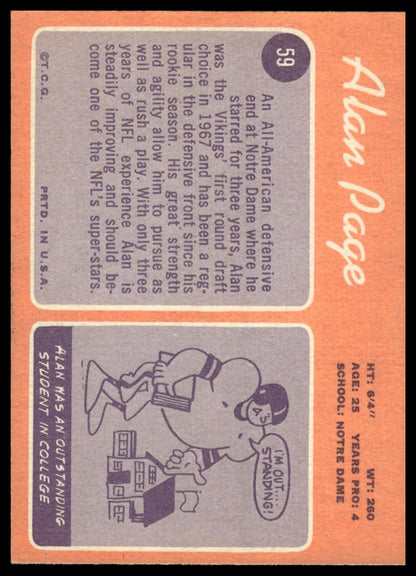 Alan Page
HT: 6'4" WT: 260
AGE: 25 YEARS PRO: 4
SCHOOL: NOTRE DAME
59
An All-American defensive
end at Notre Dame where he
starred for three years, Alan
was the Vikings' first round draft
choice in 1967 and has been a reg-
ular in the defensive front since his
rookie season. His great strength
and agility allow him to pursue as
well as rush a play. With only three
years of NFL experience Alan is
steadily improving and should be-
come one of the NFL's super-stars.
©T.C.G. PRTD. IN U.S.A.
I'M OUT...
STANDING!
ALAN WAS AN OUTSTANDING
STUDENT IN COLLEGE